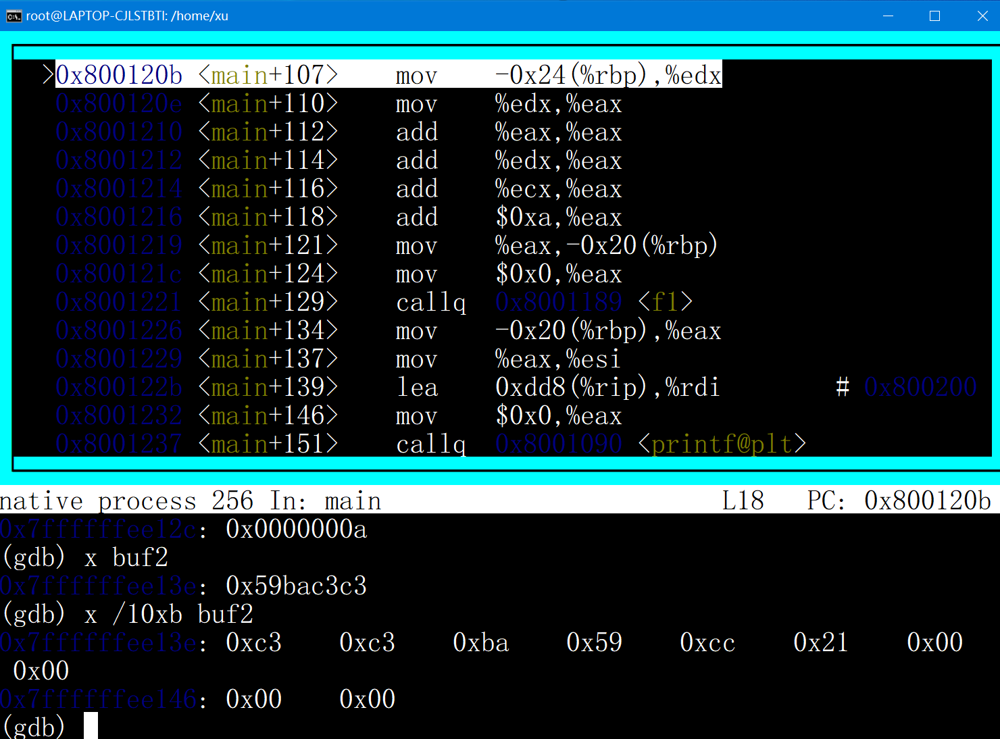 root@LAPTOP-CJLSTBTI: /home/xu
>0x800120b <main+107> mov -0x24(%rbp),%edx
0x800120e <main+110> mov %edx,%eax
0x8001210 <main+112> add %eax,%eax
0x8001212 <main+114> add %edx,%eax
0x8001214 <main+116> add %ecx,%eax
0x8001216 <main+118> add $0xa,%eax
0x8001219 <main+121> mov %eax,-0x20(%rbp)
0x800121c <main+124> mov $0x0,%eax
0x8001221 <main+129> callq 0x8001189 <f1>
0x8001226 <main+134> mov -0x20(%rbp),%eax
0x8001229 <main+137> mov %eax,%esi
0x800122b <main+139> lea 0xdd8(%rip),%rdi # 0x800200
0x8001232 <main+146> mov $0x0,%eax
0x8001237 <main+151> callq 0x8001090 <printf@plt>
native process 256 In: main L18 PC: 0x800120b
0x7ffffffee12c: 0x0000000a
(gdb) x buf2
0x7ffffffee13e: 0x59bac3c3
(gdb) x /10xb buf2
0x7ffffffee13e: 0xc3 0xc3 0xba 0x59 0xcc 0x21 0x00
0x00
0x7ffffffee146: 0x00 0x00
(gdb)